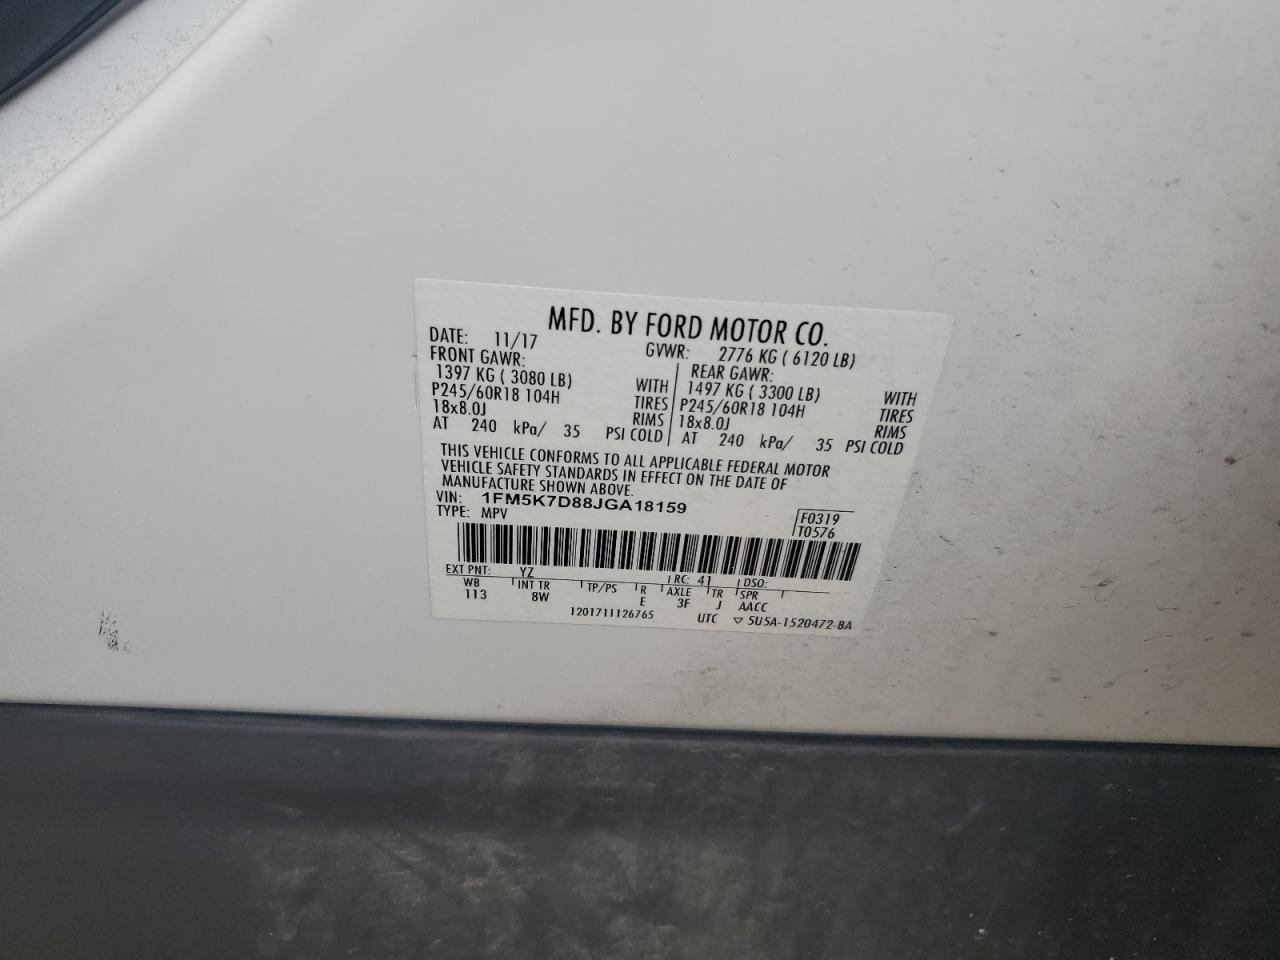 MFD. BY FORD MOTOR CO.
DATE: 11/17 GVWR: 2776 KG ( 6120 LB)
FRONT GAWR: REAR GAWR:
1397 KG ( 3080 LB) WITH 1497 KG ( 3300 LB) WITH
P245/60R18 104H TIRES P245/60R18 104H TIRES
18x8.0J RIMS 18x8.0J RIMS
AT 240 kPa/ 35 PSI COLD AT 240 kPa/ 35 PSI COLD
THIS VEHICLE CONFORMS TO ALL APPLICABLE FEDERAL MOTOR
VEHICLE SAFETY STANDARDS IN EFFECT ON THE DATE OF
MANUFACTURE SHOWN ABOVE.
VIN: 1FM5K7D88JGA18159 F0319
TYPE: MPV T0576
EXT PNT: YZ RC: 41 DSO:
WB INT TR TP/PS R AXLE TR SPR
113 8W E 3F J AACC
1201711126765 UTC ▽ 5U5A-1520472-BA